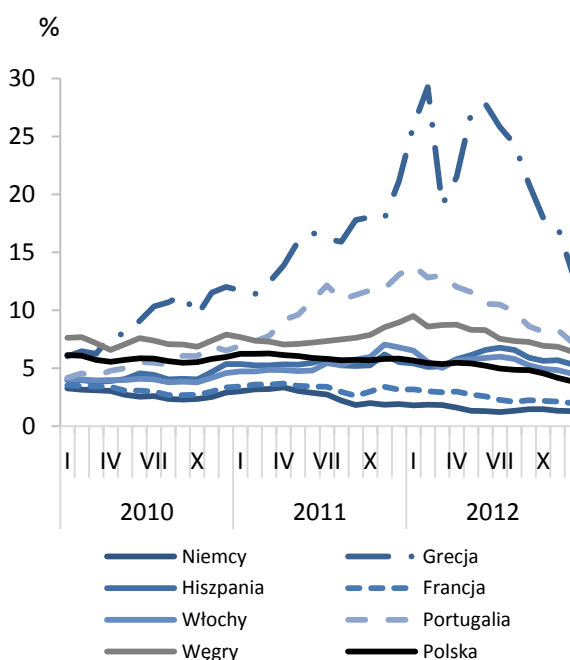 %
30
25
20
15
10
5
0
I IV VII X I IV VII X I IV VII X
2010 2011 2012
Niemcy Grecja
Hiszpania Francja
Włochy Portugalia
Węgry Polska